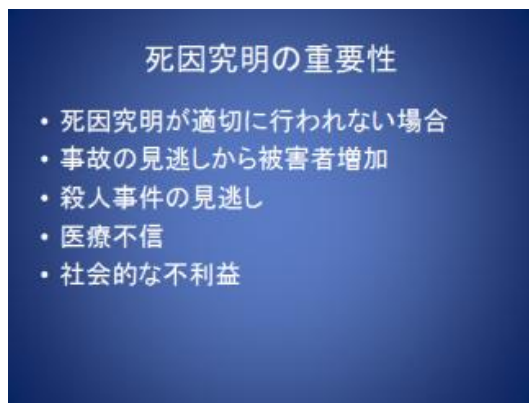 死因究明の重要性
• 死因究明が適切に行われない場合
• 事故の見逃しから被害者増加
• 殺人事件の見逃し
• 医療不信
• 社会的な不利益